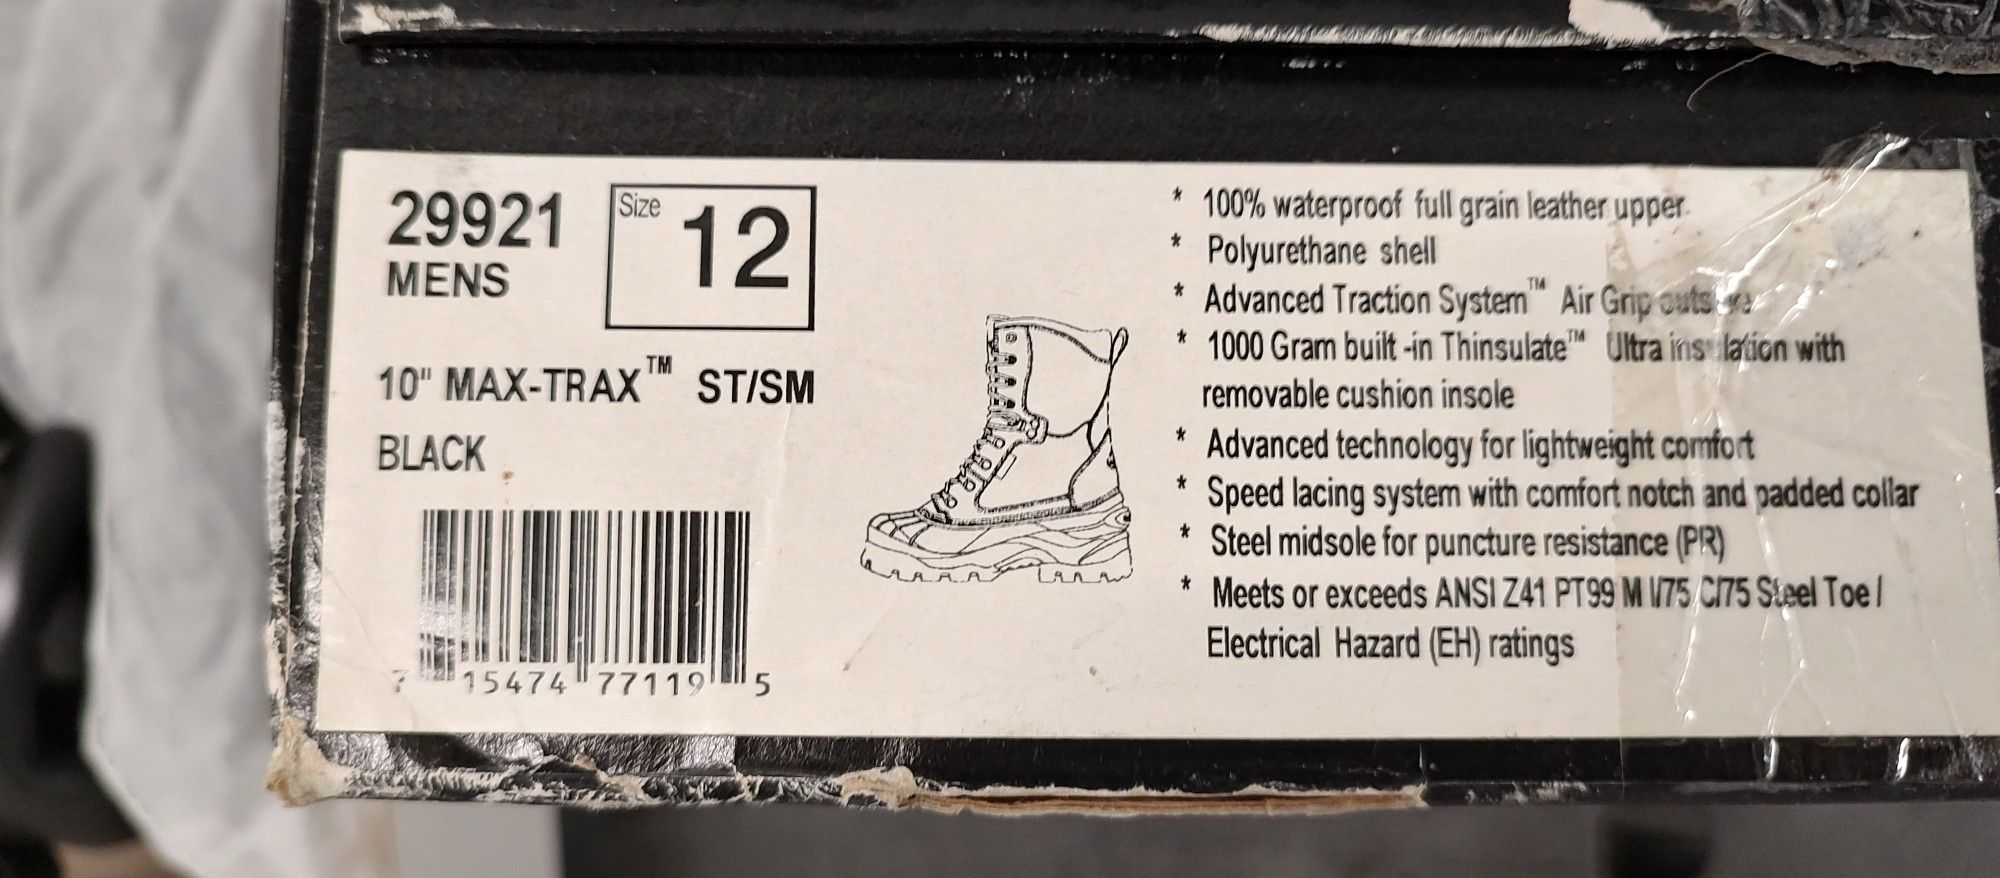 29921
MENS
Size 12
10" MAX-TRAX™ ST/SM
BLACK
7 15474 77119 5
* 100% waterproof full grain leather upper
* Polyurethane shell
* Advanced Traction System™ Air Grip
* 1000 Gram built -in Thinsulate™ Ultra insulation with
removable cushion insole
* Advanced technology for lightweight comfort
* Speed lacing system with comfort notch and padded collar
* Steel midsole for puncture resistance (PR)
* Meets or exceeds ANSI Z41 PT99 M I/75 C/75 Steel Toe /
Electrical Hazard (EH) ratings